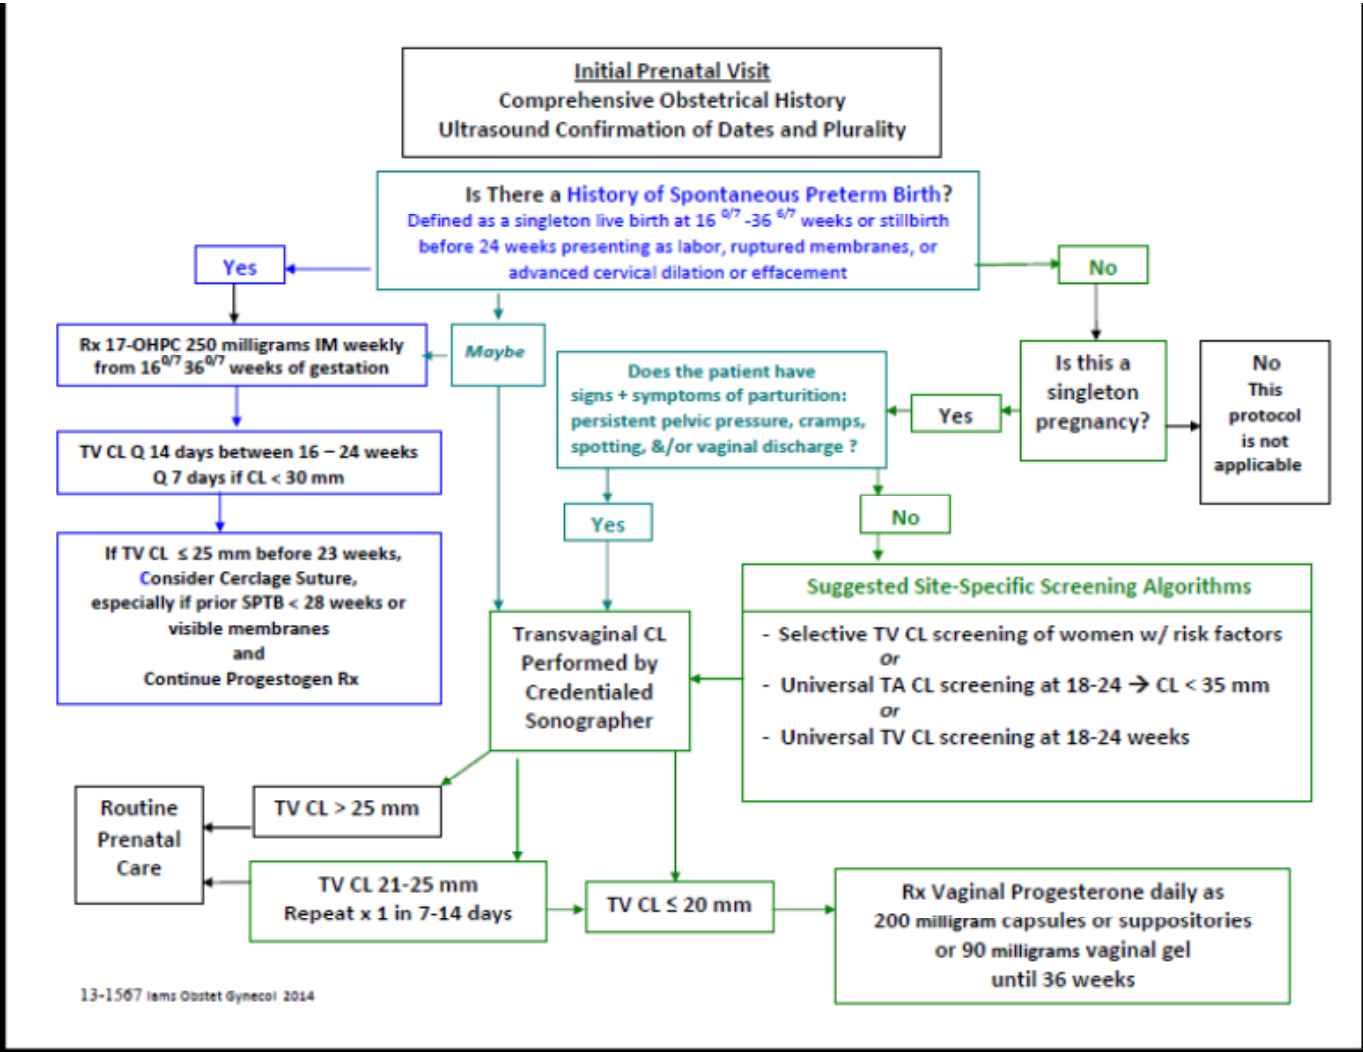 Initial Prenatal Visit
Comprehensive Obstetrical History
Ultrasound Confirmation of Dates and Plurality
Is There a History of Spontaneous Preterm Birth?
Defined as a singleton live birth at 16 0/7 -36 6/7 weeks or stillbirth
before 24 weeks presenting as labor, ruptured membranes, or
advanced cervical dilation or effacement
Yes
No
Rx 17-OHPC 250 milligrams IM weekly
from 16 0/7 36 0/7 weeks of gestation
Maybe
Does the patient have
signs + symptoms of parturition:
persistent pelvic pressure, cramps,
spotting, &/or vaginal discharge ?
Yes
Is this a
singleton
pregnancy?
No
This
protocol
is not
applicable
TV CL Q 14 days between 16 – 24 weeks
Q 7 days if CL < 30 mm
Yes
No
If TV CL ≤ 25 mm before 23 weeks,
Consider Cerclage Suture,
especially if prior SPTB < 28 weeks or
visible membranes
and
Continue Progestogen Rx
Transvaginal CL
Performed by
Credentialed
Sonographer
Suggested Site-Specific Screening Algorithms
- Selective TV CL screening of women w/ risk factors
Or
- Universal TA CL screening at 18-24 → CL < 35 mm
Or
- Universal TV CL screening at 18-24 weeks
Routine
Prenatal
Care
TV CL > 25 mm
TV CL 21-25 mm
Repeat x 1 in 7-14 days
TV CL ≤ 20 mm
Rx Vaginal Progesterone daily as
200 milligram capsules or suppositories
or 90 milligrams vaginal gel
until 36 weeks
13-1567 Iams Obstet Gynecol 2014